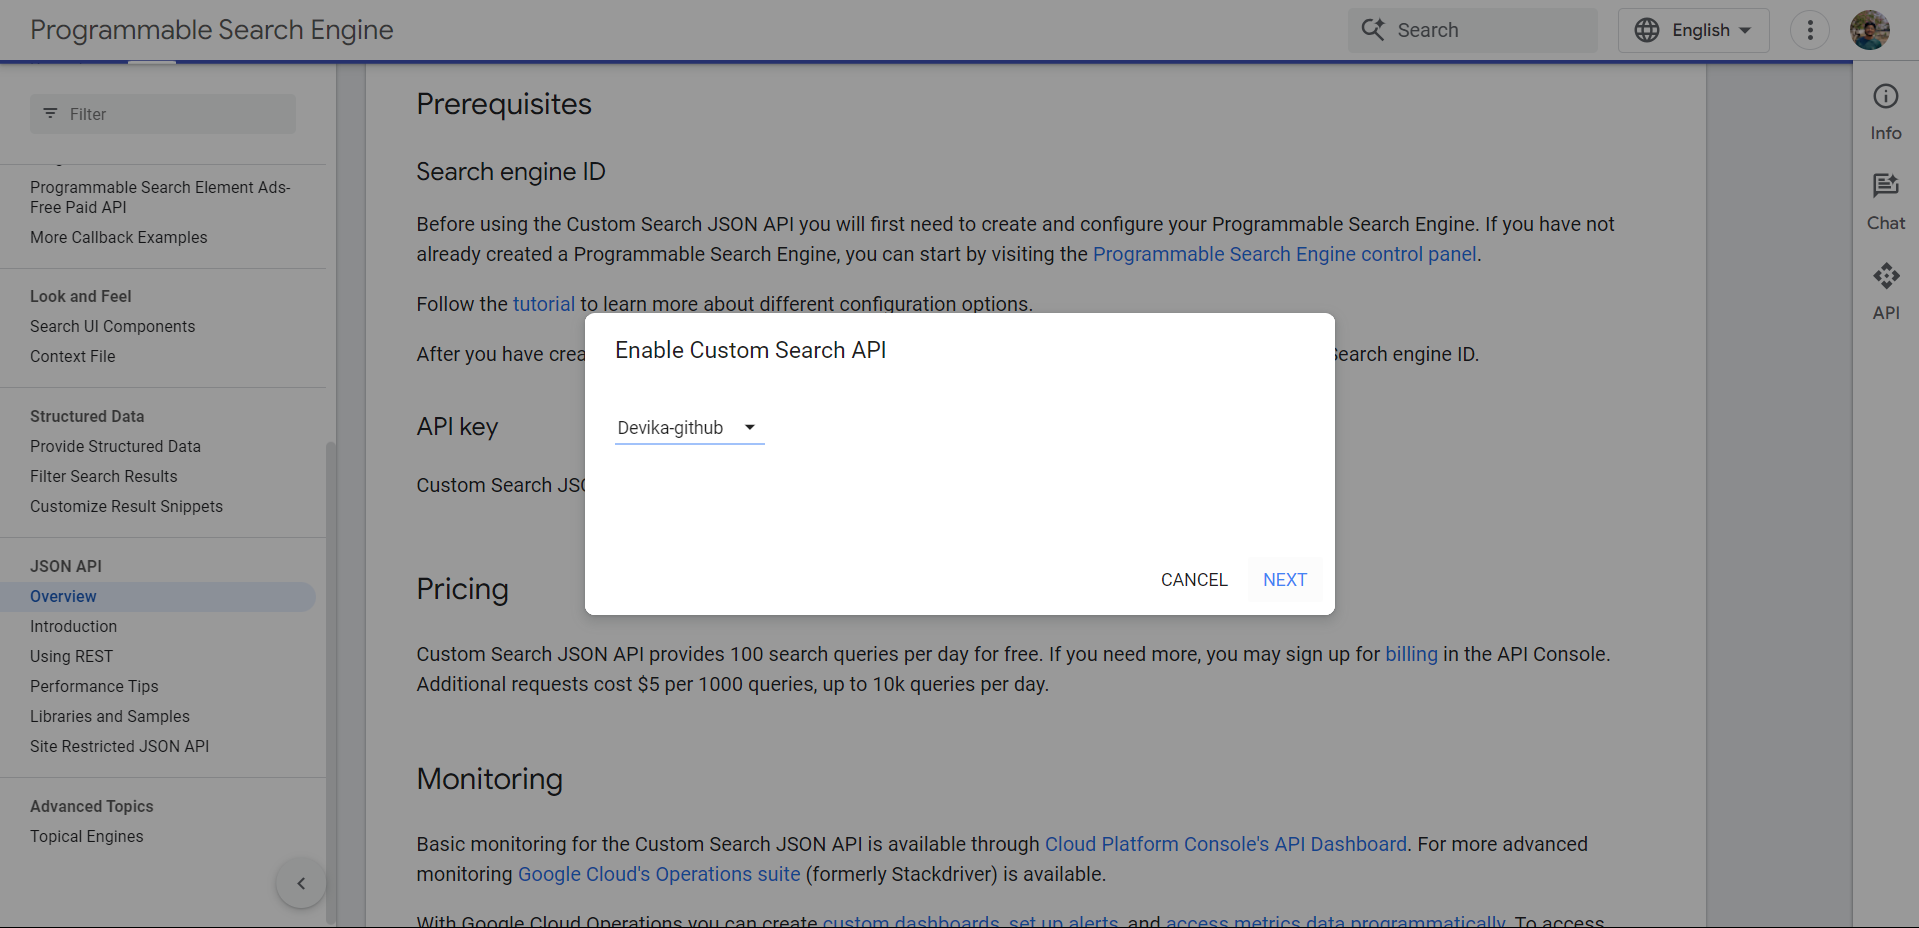 Programmable Search Engine
Search
English
Filter
Programmable Search Element Ads-
Free Paid API
More Callback Examples
Look and Feel
Search UI Components
Context File
Structured Data
Provide Structured Data
Filter Search Results
Customize Result Snippets
JSON API
Overview
Introduction
Using REST
Performance Tips
Libraries and Samples
Site Restricted JSON API
Advanced Topics
Topical Engines
Prerequisites
Search engine ID
Before using the Custom Search JSON API you will first need to create and configure your Programmable Search Engine. If you have not
already created a Programmable Search Engine, you can start by visiting the Programmable Search Engine control panel.
Follow the tutorial to learn more about different configuration options.
After you have crea
Search engine ID.
API key
Custom Search JSO
Enable Custom Search API
Devika-github
CANCEL
NEXT
Pricing
Custom Search JSON API provides 100 search queries per day for free. If you need more, you may sign up for billing in the API Console.
Additional requests cost $5 per 1000 queries, up to 10k queries per day.
Monitoring
Basic monitoring for the Custom Search JSON API is available through Cloud Platform Console's API Dashboard. For more advanced
monitoring Google Cloud's Operations suite (formerly Stackdriver) is available.
With Google Cloud Operations you can create custom dashboards, set up alerts, and access metrics data programmatically. To access
Info
Chat
API